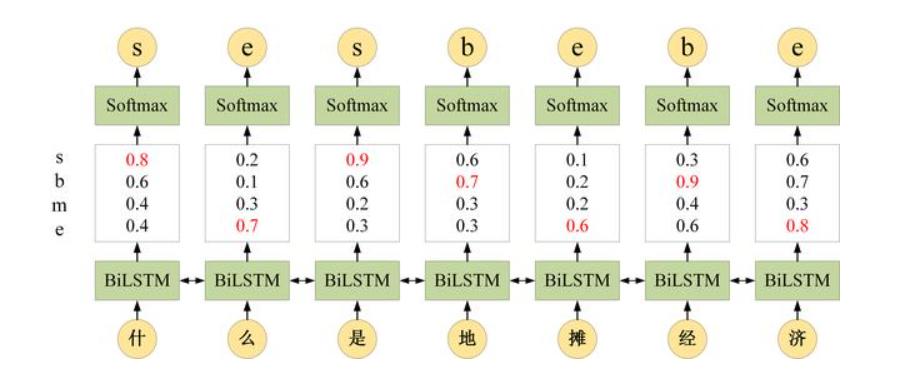 s e s b e b e
Softmax Softmax Softmax Softmax Softmax Softmax Softmax
s 0.8 0.2 0.9 0.6 0.1 0.3 0.6
b 0.6 0.1 0.6 0.7 0.2 0.9 0.7
m 0.4 0.3 0.2 0.3 0.2 0.4 0.3
e 0.4 0.7 0.3 0.3 0.6 0.6 0.8
BiLSTM BiLSTM BiLSTM BiLSTM BiLSTM BiLSTM BiLSTM
什 么 是 地 摊 经 济